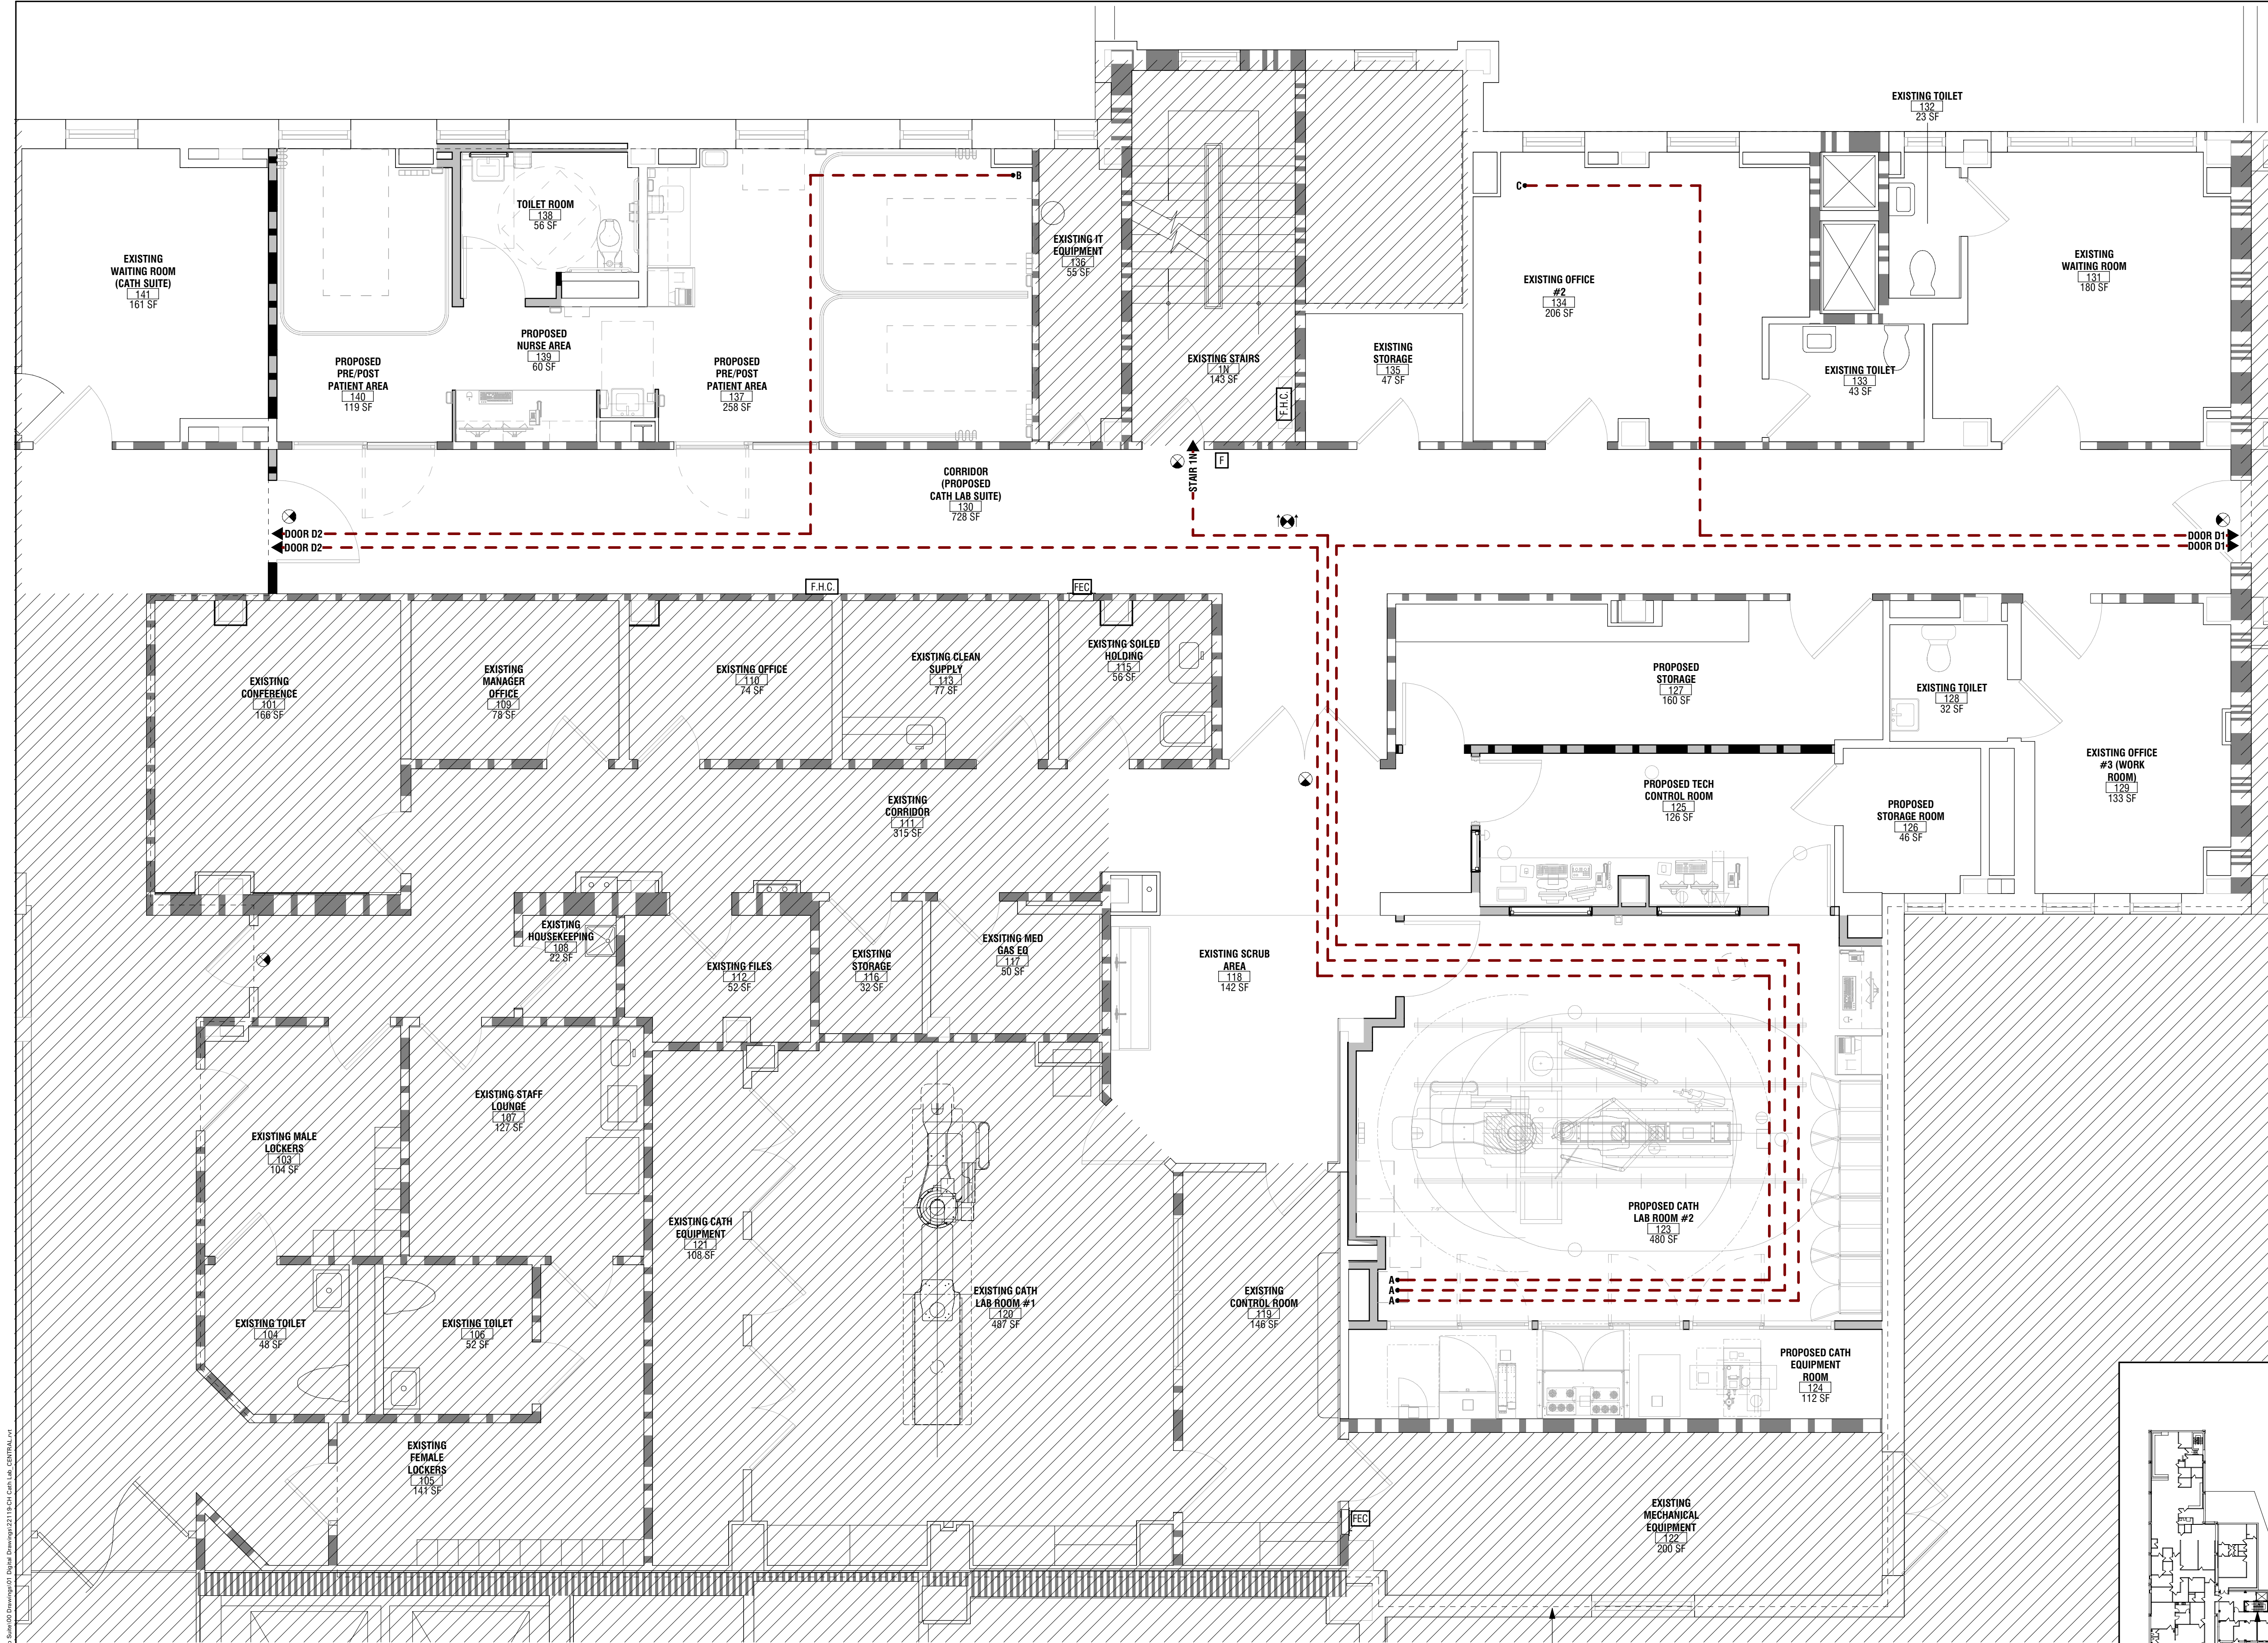 EXISTING TOILET
132
23 SF
B
C
TOILET ROOM
138
56 SF
EXISTING IT
EQUIPMENT
136
55 SF
EXISTING
WAITING ROOM
(CATH SUITE)
141
161 SF
EXISTING OFFICE
#2
134
206 SF
EXISTING
WAITING ROOM
131
180 SF
PROPOSED
NURSE AREA
139
60 SF
PROPOSED
PRE/POST
PATIENT AREA
140
119 SF
PROPOSED
PRE/POST
PATIENT AREA
137
258 SF
EXISTING STAIRS
1N
143 SF
F.H.C.
EXISTING
STORAGE
135
47 SF
EXISTING TOILET
133
43 SF
STAIR 1N
F
CORRIDOR
(PROPOSED
CATH LAB SUITE)
130
728 SF
DOOR D2
DOOR D2
DOOR D1
DOOR D1
F.H.C.
FEC
EXISTING
CONFERENCE
101
166 SF
EXISTING
MANAGER
OFFICE
109
78 SF
EXISTING OFFICE
110
74 SF
EXISTING CLEAN
SUPPLY
113
77 SF
EXISTING SOILED
HOLDING
115
56 SF
PROPOSED
STORAGE
127
160 SF
EXISTING TOILET
128
32 SF
EXISTING OFFICE
#3 (WORK
ROOM)
129
133 SF
EXISTING
CORRIDOR
111
315 SF
PROPOSED TECH
CONTROL ROOM
125
126 SF
PROPOSED
STORAGE ROOM
126
46 SF
EXISTING
HOUSEKEEPING
108
22 SF
EXISTING FILES
112
52 SF
EXISTING
STORAGE
116
32 SF
EXSITING MED
GAS EQ
117
50 SF
EXISTING SCRUB
AREA
118
142 SF
EXISTING STAFF
LOUNGE
107
127 SF
EXISTING MALE
LOCKERS
103
104 SF
EXISTING CATH
EQUIPMENT
121
108 SF
PROPOSED CATH
LAB ROOM #2
123
480 SF
A
A
A
EXISTING CATH
LAB ROOM #1
120
487 SF
EXISTING
CONTROL ROOM
119
146 SF
EXISTING TOILET
104
48 SF
EXISTING TOILET
106
52 SF
PROPOSED CATH
EQUIPMENT
ROOM
124
112 SF
EXISTING
FEMALE
LOCKERS
105
141 SF
FEC
EXISTING
MECHANICAL
EQUIPMENT
122
200 SF
Suite\00 Drawings\01 Digital Drawings\22119-CH Cath Lab_CENTRAL.rvt